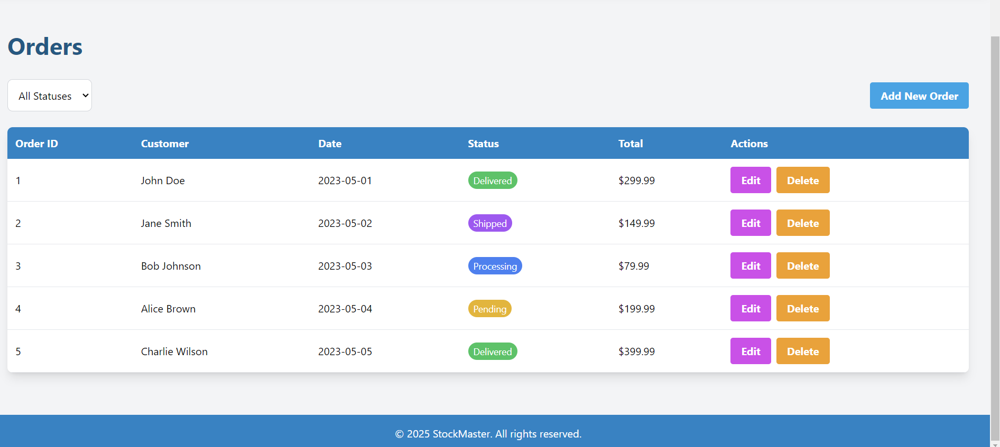 Orders
All Statuses
Add New Order
Order ID Customer Date Status Total Actions
1 John Doe 2023-05-01 Delivered $299.99 Edit Delete
2 Jane Smith 2023-05-02 Shipped $149.99 Edit Delete
3 Bob Johnson 2023-05-03 Processing $79.99 Edit Delete
4 Alice Brown 2023-05-04 Pending $199.99 Edit Delete
5 Charlie Wilson 2023-05-05 Delivered $399.99 Edit Delete
© 2025 StockMaster. All rights reserved.